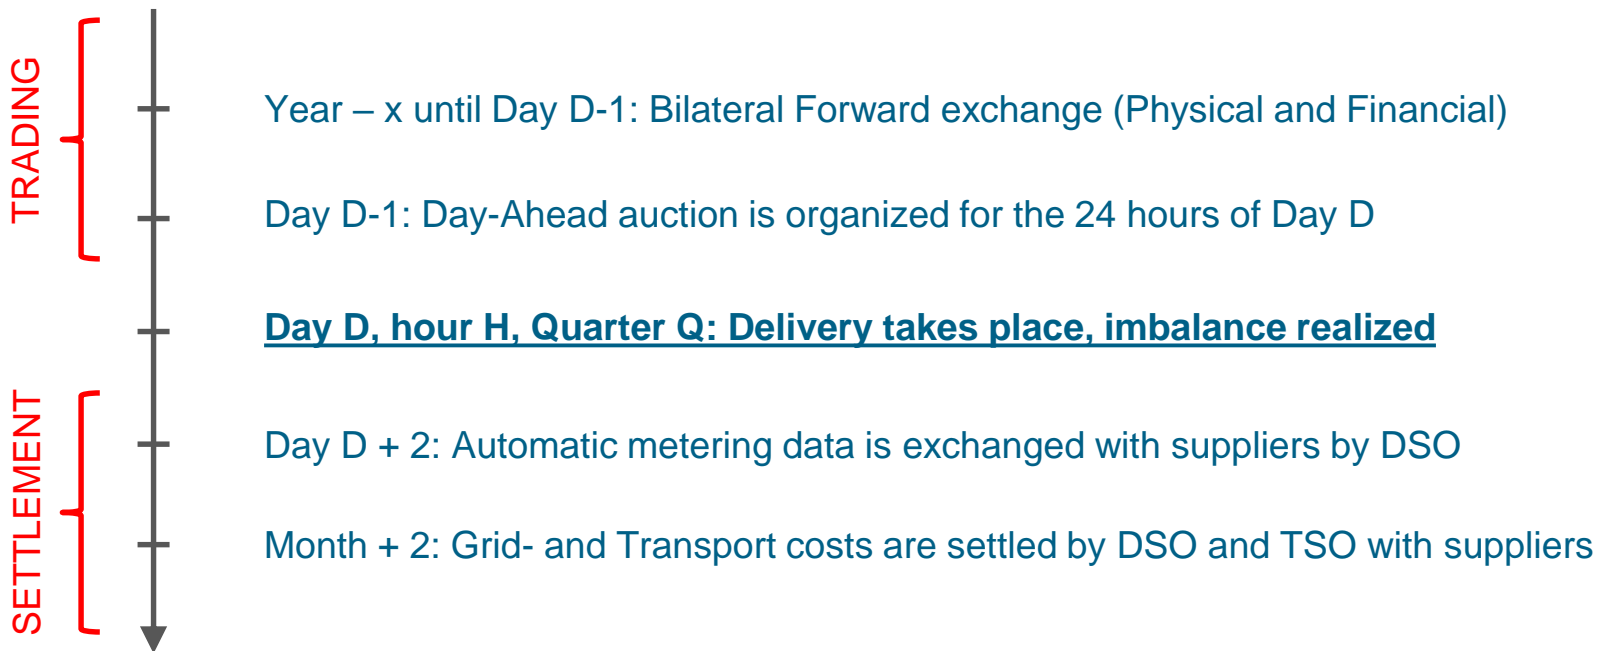 TRADING
Year – x until Day D-1: Bilateral Forward exchange (Physical and Financial)
Day D-1: Day-Ahead auction is organized for the 24 hours of Day D
Day D, hour H, Quarter Q: Delivery takes place, imbalance realized
SETTLEMENT
Day D + 2: Automatic metering data is exchanged with suppliers by DSO
Month + 2: Grid- and Transport costs are settled by DSO and TSO with suppliers